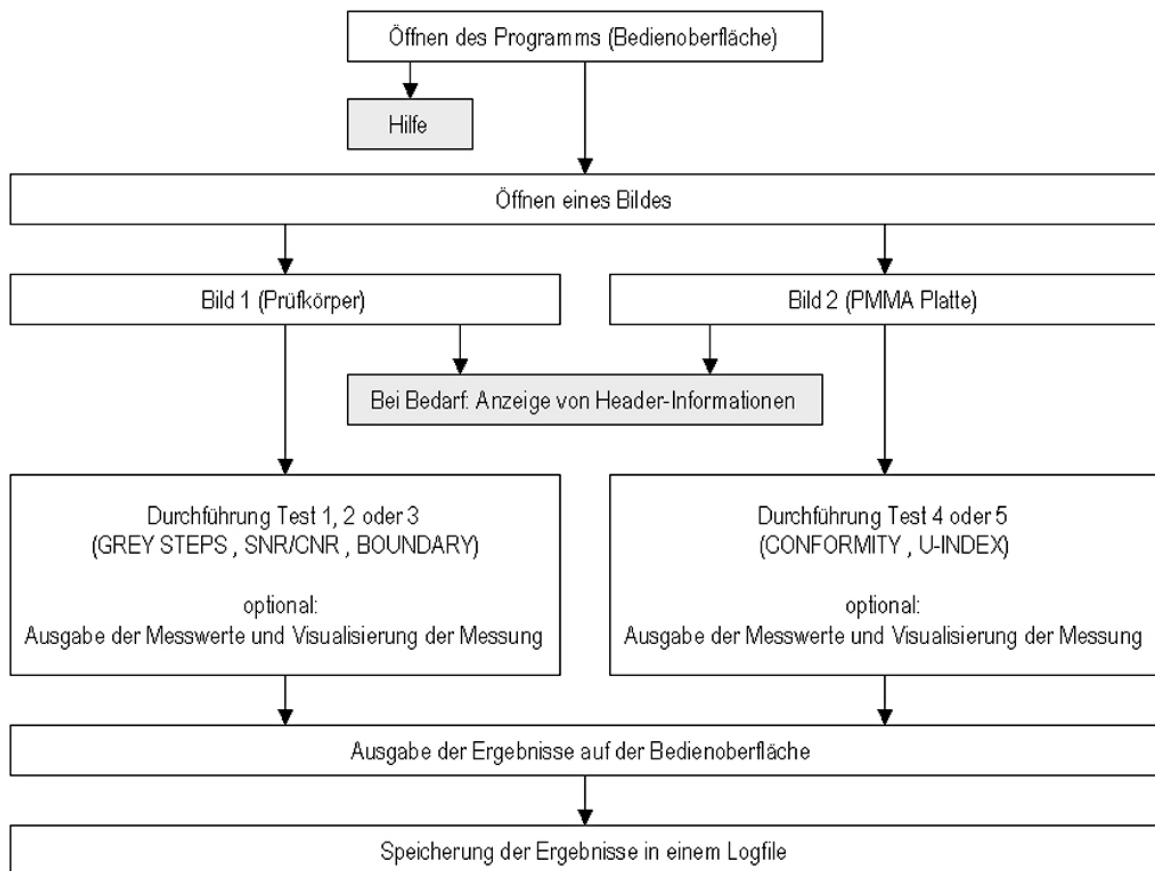 Öffnen des Programms (Bedienoberfläche)
Hilfe
Öffnen eines Bildes
Bild 1 (Prüfkörper)
Bild 2 (PMMA Platte)
Bei Bedarf: Anzeige von Header-Informationen
Durchführung Test 1, 2 oder 3
(GREY STEPS , SNR/CNR , BOUNDARY)
optional:
Ausgabe der Messwerte und Visualisierung der Messung
Durchführung Test 4 oder 5
(CONFORMITY , U-INDEX)
optional:
Ausgabe der Messwerte und Visualisierung der Messung
Ausgabe der Ergebnisse auf der Bedienoberfläche
Speicherung der Ergebnisse in einem Logfile